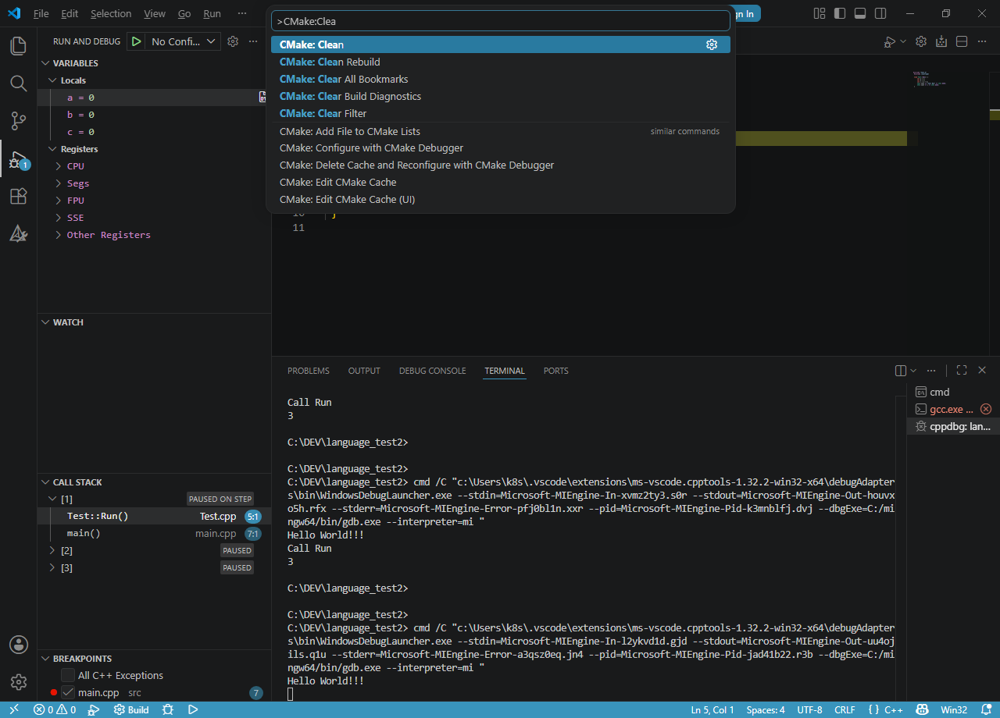 File Edit Selection View Go Run ···
>CMake:Clea
gn In
RUN AND DEBUG No Confi...
CMake: Clean
CMake: Clean Rebuild
CMake: Clear All Bookmarks
CMake: Clear Build Diagnostics
CMake: Clear Filter
CMake: Add File to CMake Lists similar commands
CMake: Configure with CMake Debugger
CMake: Delete Cache and Reconfigure with CMake Debugger
CMake: Edit CMake Cache
CMake: Edit CMake Cache (UI)
VARIABLES
Locals
a = 0
b = 0
c = 0
Registers
CPU
Segs
FPU
SSE
Other Registers
1
10 }
11
WATCH
CALL STACK
[1] PAUSED ON STEP
Test::Run() Test.cpp 5:1
main() main.cpp 7:1
[2] PAUSED
[3] PAUSED
BREAKPOINTS
All C++ Exceptions
main.cpp src 7
PROBLEMS OUTPUT DEBUG CONSOLE TERMINAL PORTS
Call Run
3
C:\DEV\language_test2>
C:\DEV\language_test2>
C:\DEV\language_test2> cmd /C "c:\Users\k8s\.vscode\extensions\ms-vscode.cpptools-1.32.2-win32-x64\debugAdapter
s\bin\WindowsDebugLauncher.exe --stdin=Microsoft-MIEngine-In-xvmz2ty3.s0r --stdout=Microsoft-MIEngine-Out-houvx
o5h.rfx --stderr=Microsoft-MIEngine-Error-pfj0bl1n.xxr --pid=Microsoft-MIEngine-Pid-k3mnblfj.dvj --dbgExe=C:/mi
ngw64/bin/gdb.exe --interpreter=mi "
Hello World!!!
Call Run
3
C:\DEV\language_test2>
C:\DEV\language_test2>
C:\DEV\language_test2> cmd /C "c:\Users\k8s\.vscode\extensions\ms-vscode.cpptools-1.32.2-win32-x64\debugAdapter
s\bin\WindowsDebugLauncher.exe --stdin=Microsoft-MIEngine-In-l2ykvd1d.gjd --stdout=Microsoft-MIEngine-Out-uu4oj
ils.q1u --stderr=Microsoft-MIEngine-Error-a3qsz0eq.jn4 --pid=Microsoft-MIEngine-Pid-jad41b22.r3b --dbgExe=C:/mi
ngw64/bin/gdb.exe --interpreter=mi "
Hello World!!!
cmd
gcc.exe ...
cppdbg: lan...
0 0 Build Ln 5, Col 1 Spaces: 4 UTF-8 CRLF { } C++ Win32